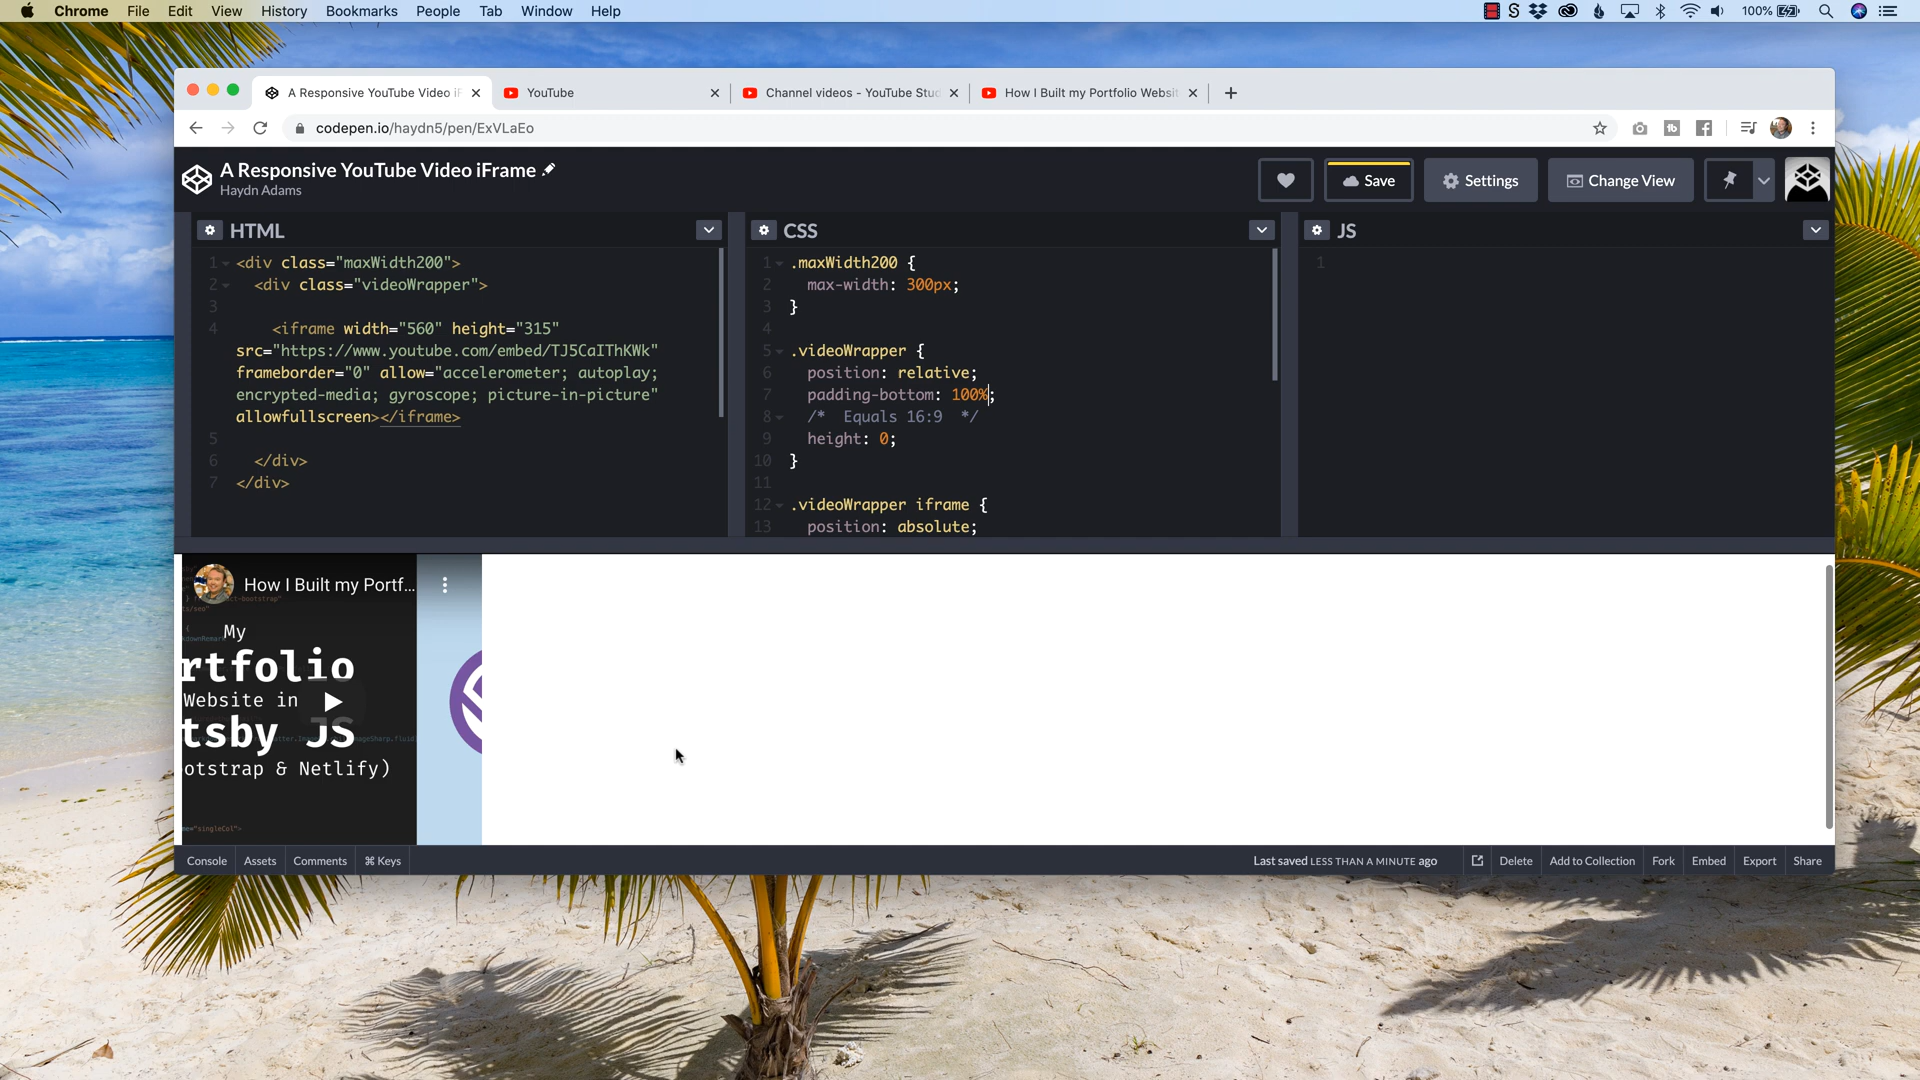 Chrome File Edit View History Bookmarks People Tab Window Help
100%
A Responsive YouTube Video iF
YouTube
Channel videos - YouTube Stud
How I Built my Portfolio Websit
codepen.io/haydn5/pen/ExVLaEo
A Responsive YouTube Video iFrame
Haydn Adams
Save
Settings
Change View
HTML
1 <div class="maxWidth200">
2 <div class="videoWrapper">
3
4 <iframe width="560" height="315"
src="https://www.youtube.com/embed/TJ5CaIThKWk"
frameborder="0" allow="accelerometer; autoplay;
encrypted-media; gyroscope; picture-in-picture"
allowfullscreen></iframe>
5
6 </div>
7 </div>
CSS
1 .maxWidth200 {
2 max-width: 300px;
3 }
4
5 .videoWrapper {
6 position: relative;
7 padding-bottom: 100%;
8 /* Equals 16:9 */
9 height: 0;
10 }
11
12 .videoWrapper iframe {
13 position: absolute;
JS
1
How I Built my Portf...
My
rtfolio
Website in
tsby JS
otstrap & Netlify)
me="singleCol">
Console Assets Comments ⌘ Keys
Last saved LESS THAN A MINUTE ago
Delete Add to Collection Fork Embed Export Share